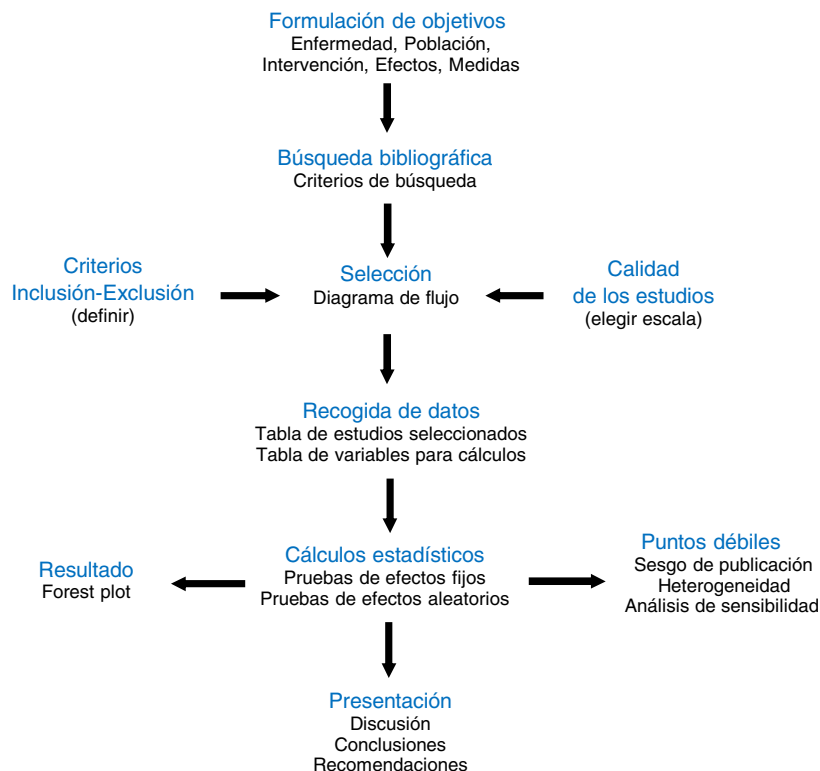 Formulación de objetivos
Enfermedad, Población,
Intervención, Efectos, Medidas
Búsqueda bibliográfica
Criterios de búsqueda
Criterios
Inclusión-Exclusión
(definir)
Selección
Diagrama de flujo
Calidad
de los estudios
(elegir escala)
Recogida de datos
Tabla de estudios seleccionados
Tabla de variables para cálculos
Resultado
Forest plot
Cálculos estadísticos
Pruebas de efectos fijos
Pruebas de efectos aleatorios
Puntos débiles
Sesgo de publicación
Heterogeneidad
Análisis de sensibilidad
Presentación
Discusión
Conclusiones
Recomendaciones